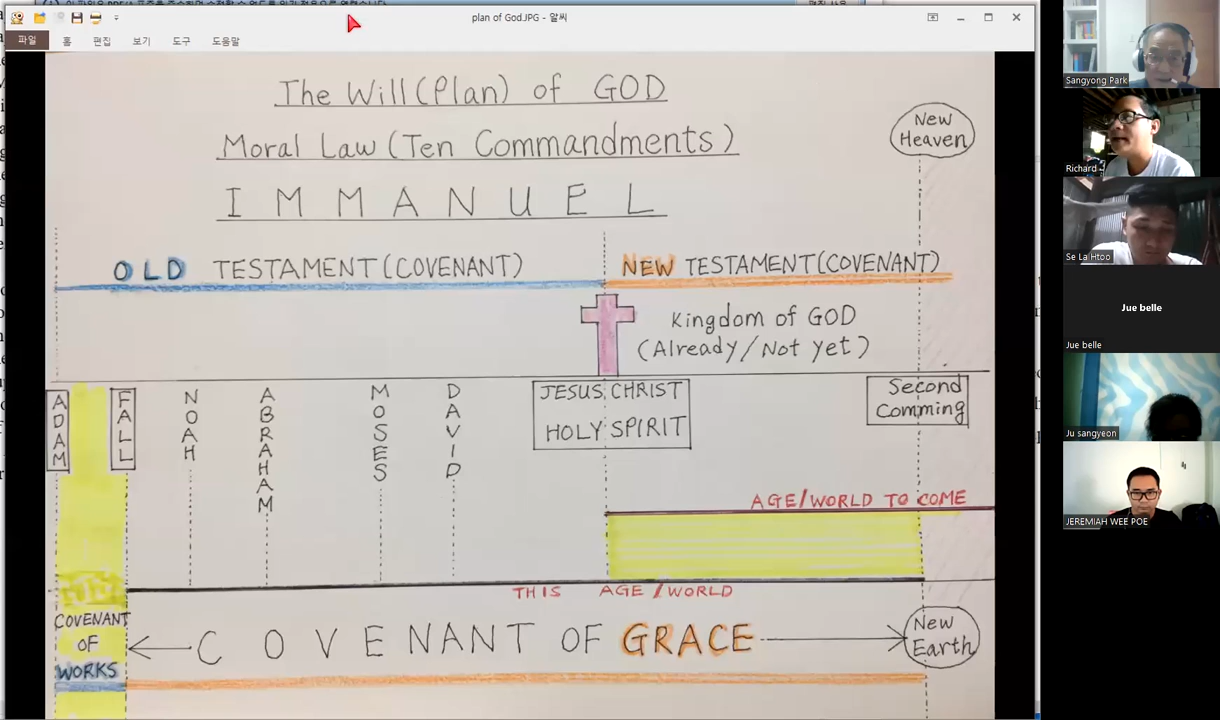 plan of God.JPG - 알씨
파일 홈 편집 보기 도구 도움말
The Will(Plan) of GOD
Moral Law (Ten Commandments)
IMMANUEL
New
Heaven
OLD TESTAMENT(COVENANT)
NEW TESTAMENT(COVENANT)
Kingdom of GOD
(Already/Not yet)
ADAM
FALL
NOAH
ABRAHAM
MOSES
DAVID
JESUS CHRIST
HOLY SPIRIT
Second
Comming
AGE/WORLD TO COME
THIS AGE/WORLD
COVENANT
OF
WORKS
COVENANT OF GRACE
New
Earth
Sangyong Park
Richard
Se La Htoo
Jue belle
Jue belle
Ju sangyeon
JEREMIAH WEE POE